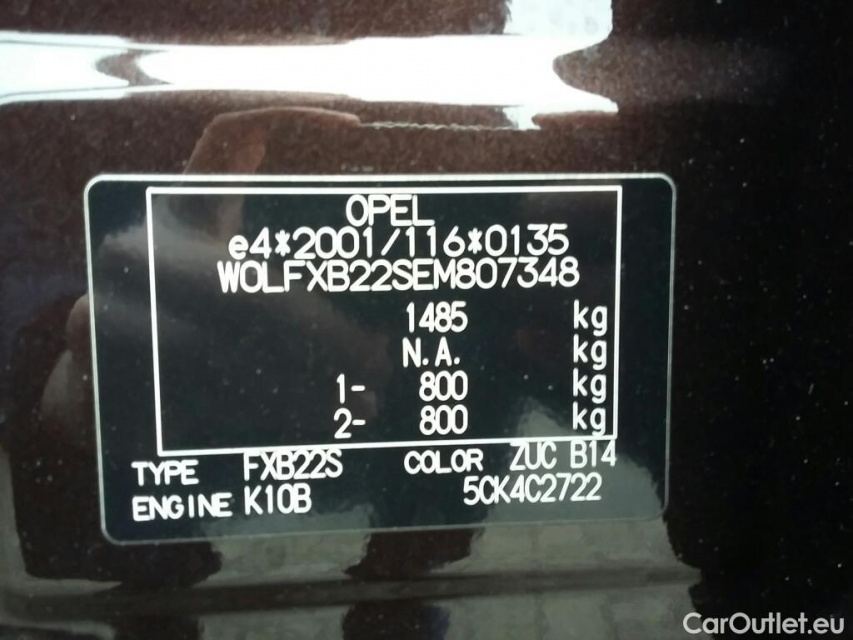 OPEL
e4*2001/116*0135
W0LFXB22SEM807348
1485 kg
N.A. kg
1- 800 kg
2- 800 kg
TYPE FXB22S COLOR ZUC B14
ENGINE K10B 5CK4C2722
CarOutlet.eu